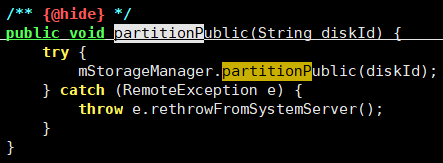 /** {@hide} */
public void partitionPublic(String diskId) {
    try {
        mStorageManager.partitionPublic(diskId);
    } catch (RemoteException e) {
        throw e.rethrowFromSystemServer();
    }
}